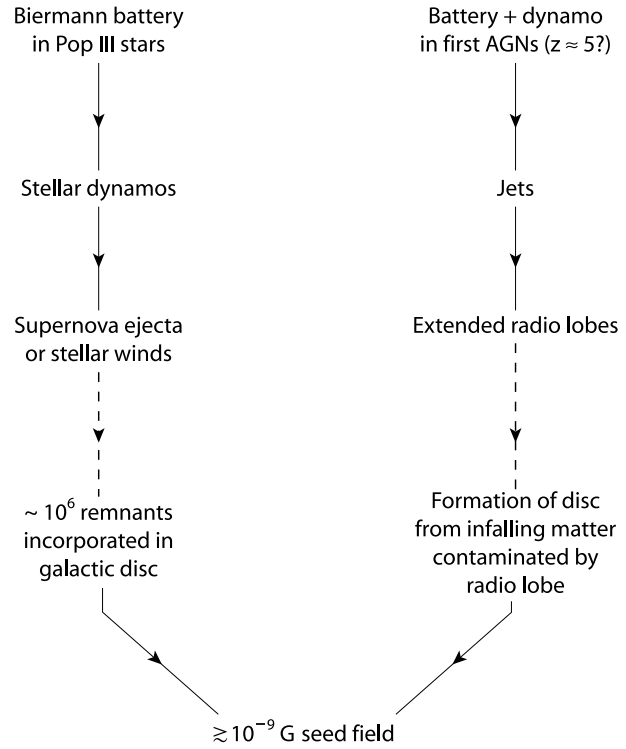 Biermann battery
in Pop III stars
Stellar dynamos
Supernova ejecta
or stellar winds
~ 10⁶ remnants
incorporated in
galactic disc
Battery + dynamo
in first AGNs (z ≈ 5?)
Jets
Extended radio lobes
Formation of disc
from infalling matter
contaminated by
radio lobe
≳ 10⁻⁹ G seed field